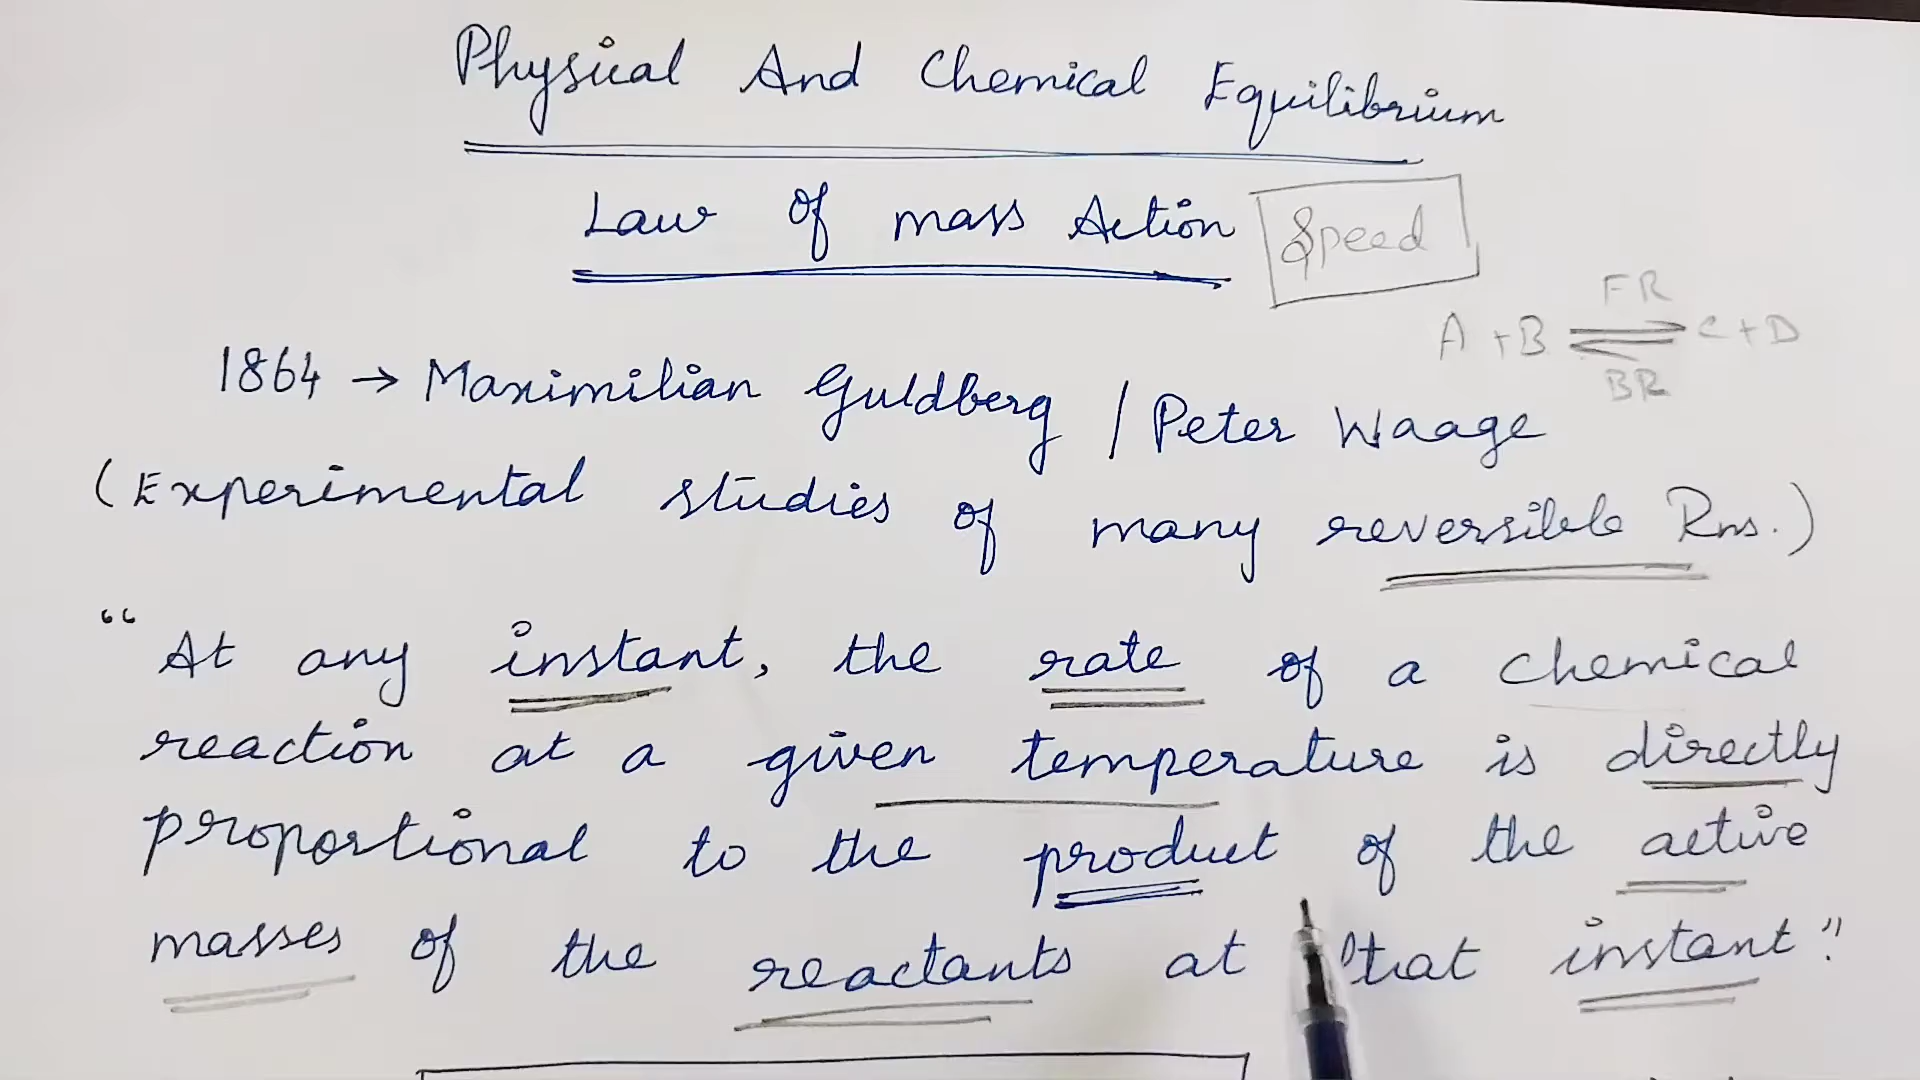 Physical And Chemical Equilibrium
Law of mass Action
Speed
FR
A + B ⇌ C + D
BR
1864 → Maximilian Guldberg / Peter Waage
(Experimental studies of many reversible Rns.)
“At any instant, the rate of a chemical
reaction at a given temperature is directly
proportional to the product of the active
masses of the reactants at that instant”